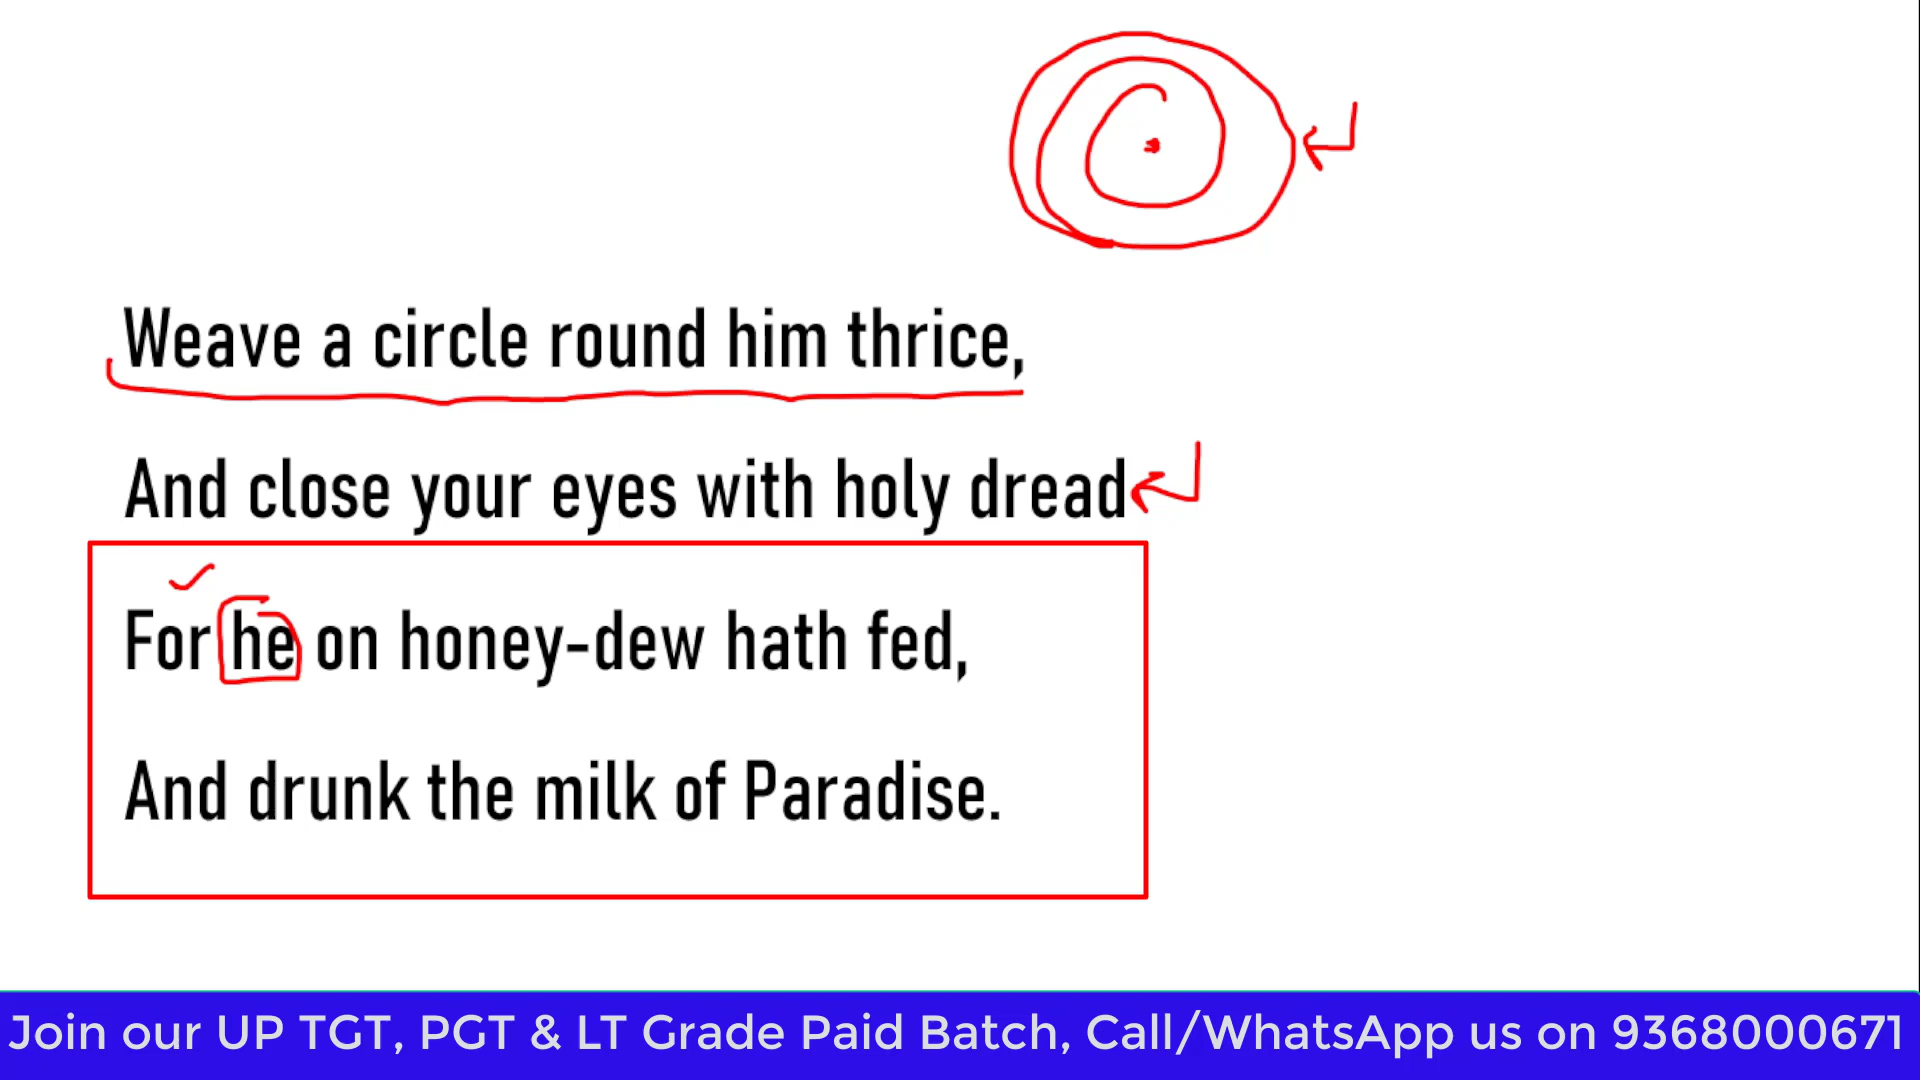 Weave a circle round him thrice,
And close your eyes with holy dread
For he on honey-dew hath fed,
And drunk the milk of Paradise.
Join our UP TGT, PGT & LT Grade Paid Batch, Call/WhatsApp us on 9368000671